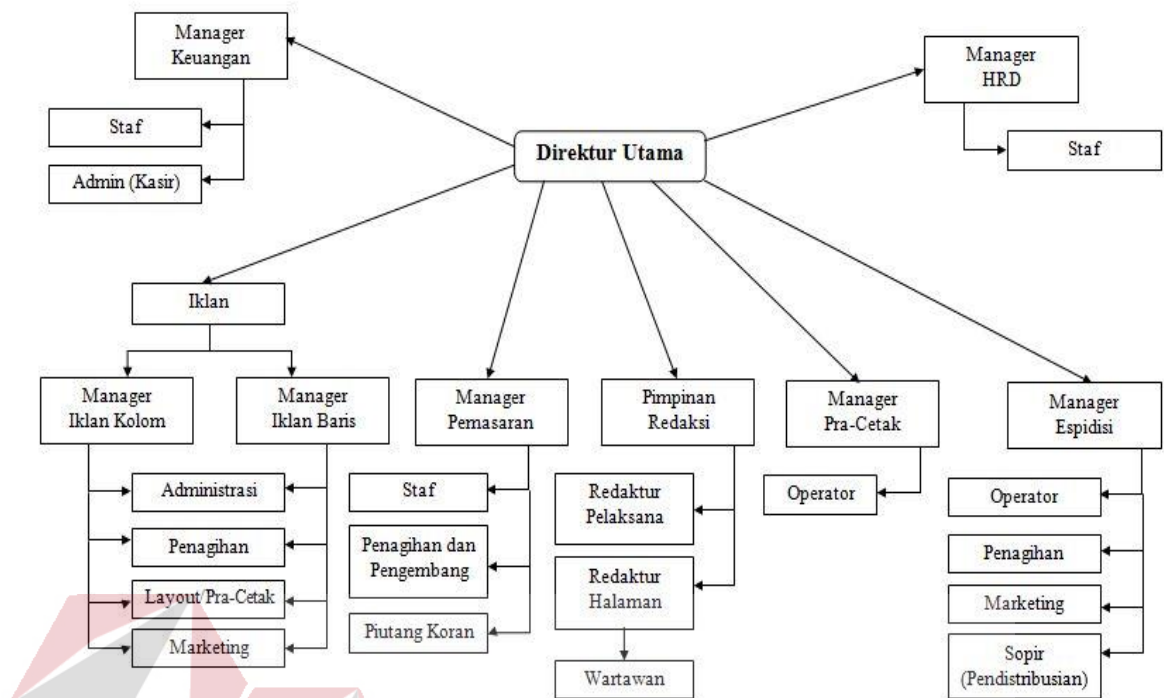 Manager
Keuangan
Manager
HRD
Staf
Admin (Kasir)
Direktur Utama
Staf
Iklan
Manager
Iklan Kolom
Manager
Iklan Baris
Manager
Pemasaran
Pimpinan
Redaksi
Manager
Pra-Cetak
Manager
Espidisi
Administrasi
Penagihan
Layout/Pra-Cetak
Marketing
Staf
Penagihan dan
Pengembang
Piutang Koran
Redaktur
Pelaksana
Redaktur
Halaman
Wartawan
Operator
Operator
Penagihan
Marketing
Sopir
(Pendistribusian)